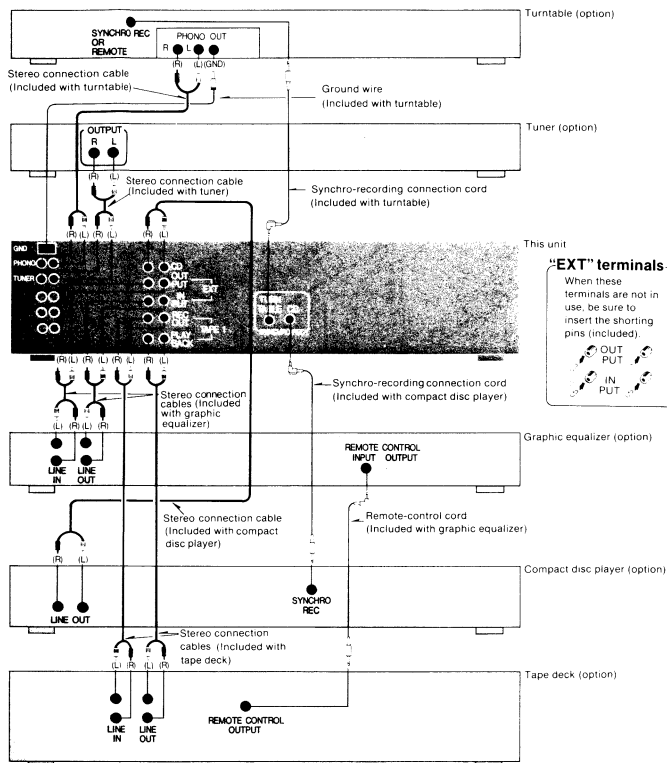 Turntable (option)
SYNCHRO REC
OR
REMOTE
PHONO OUT
R L
(R) (L)(GND)
Stereo connection cable
(Included with turntable)
Ground wire
(Included with turntable)
Tuner (option)
OUTPUT
R L
(R) (L)
Stereo connection cable
(Included with tuner)
Synchro-recording connection cord
(Included with turntable)
(R)(L) (R)(L) (R) (L)
This unit
GND
PHONO
TUNER
CD
OUT
PUT
EXT
IN
PUT
REC
OUT
TAPE 1
PLAY
BACK
CD
"EXT" terminals
When these
terminals are not in
use, be sure to
insert the shorting
pins (included).
OUT
PUT
IN
PUT
(R)(L) (R)(L) (R)(L) (R)(L)
Stereo connection
cables (Included
with graphic
equalizer)
Synchro-recording connection cord
(Included with compact disc player)
(L) (R)(L) (R)
Graphic equalizer (option)
LINE
IN
LINE
OUT
REMOTE CONTROL
INPUT OUTPUT
Stereo connection cable
(Included with compact
disc player)
Remote-control cord
(Included with graphic equalizer)
(R) (L)
Compact disc player (option)
LINE OUT
SYNCHRO
REC
Stereo connection
cables (Included with
tape deck)
(L) (R) (L) (R)
Tape deck (option)
LINE
IN
LINE
OUT
REMOTE CONTROL
OUTPUT